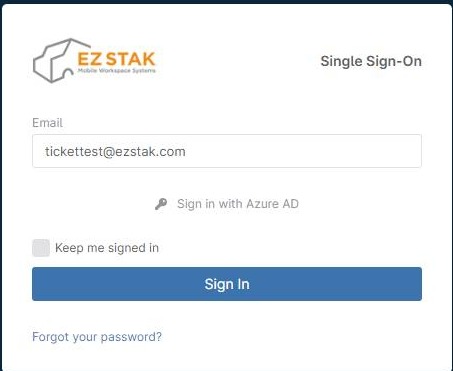 EZ STAK
Mobile Workspace Systems
Single Sign-On
Email
tickettest@ezstak.com
Sign in with Azure AD
Keep me signed in
Sign In
Forgot your password?